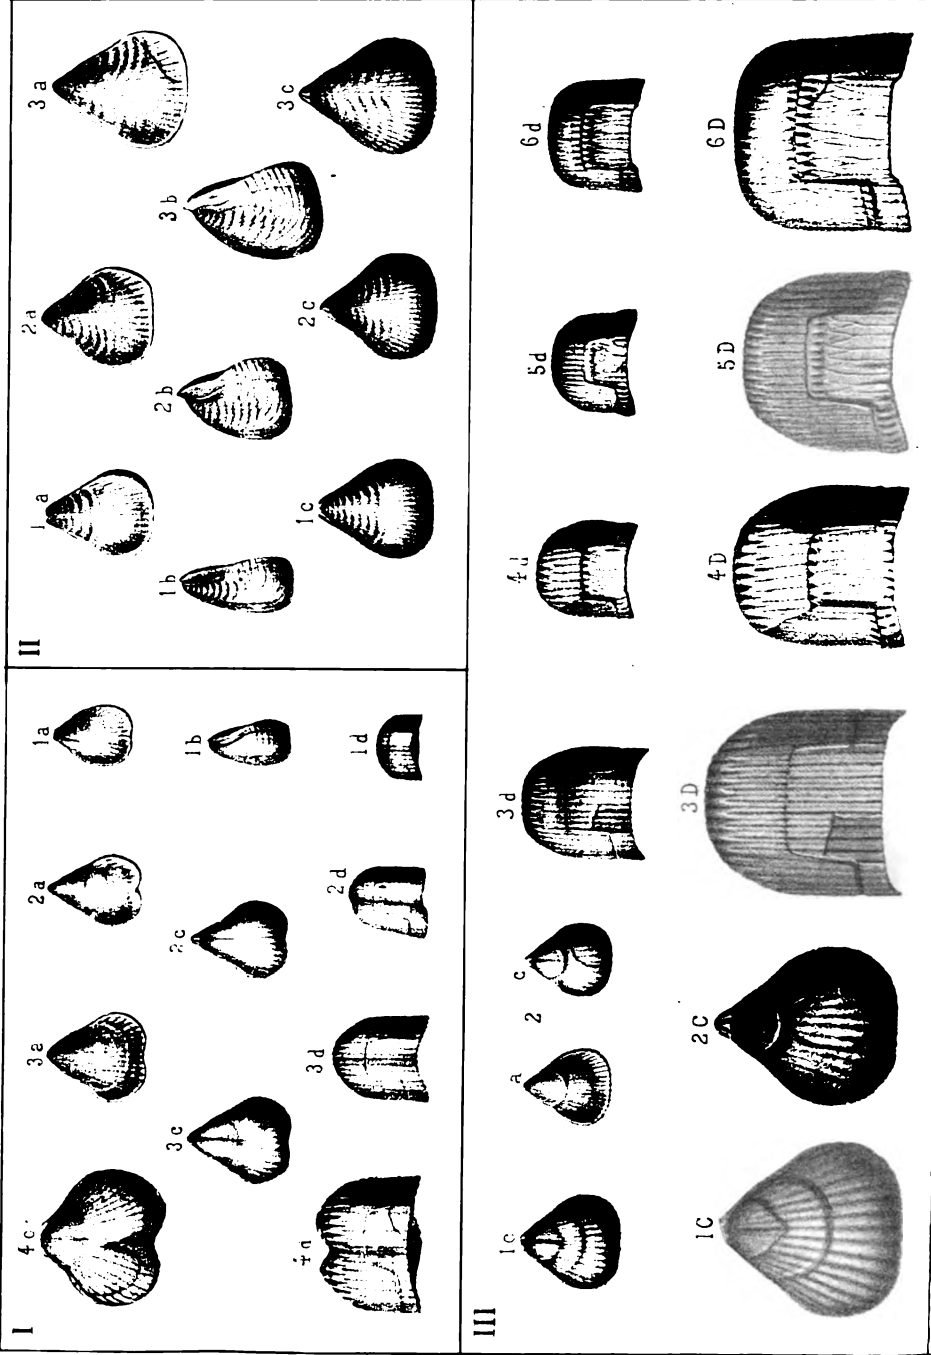 I
4c 3a 2a 1a
3c 2c 1b
4d 3d 2d 1d
II
1a 2a 3a
1b 2b 3b
1c 2c 3c
III
1c a 2 c 3d 4d 5d 6d
1C 2C 3D 4D 5D 6D